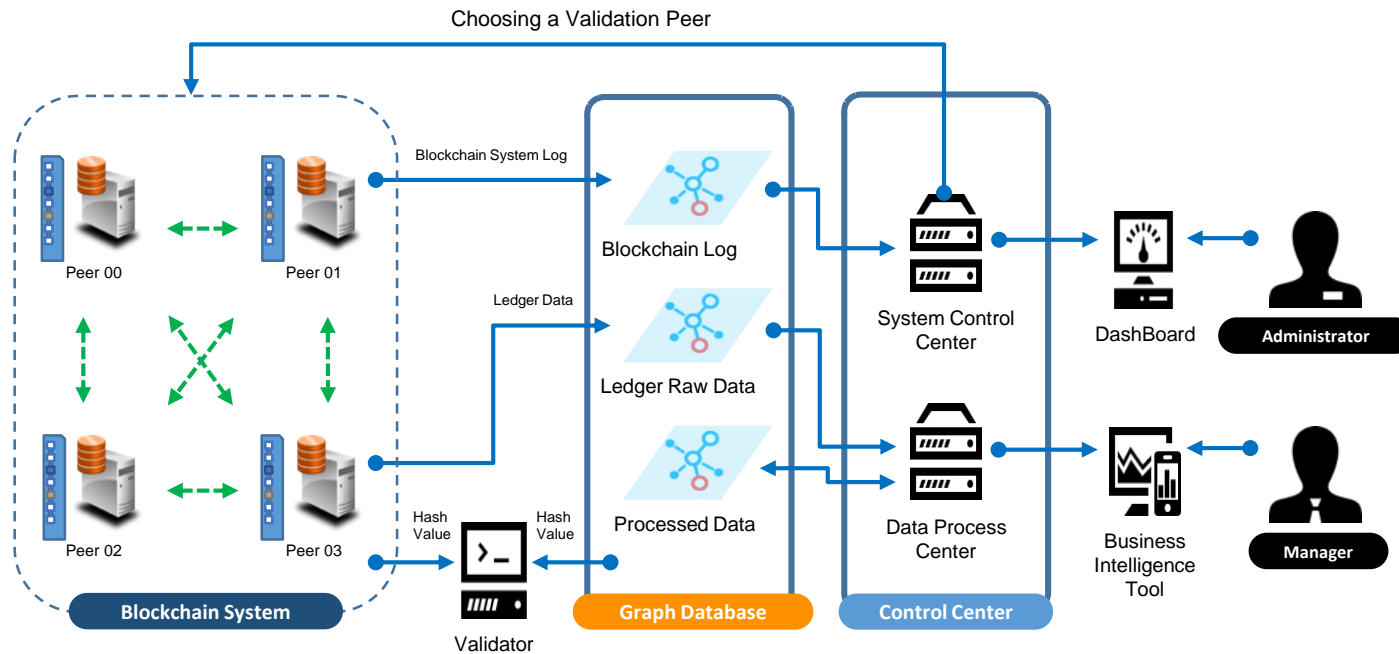 Choosing a Validation Peer
Blockchain System Log
Peer 00
Peer 01
Blockchain Log
Ledger Data
System Control
Center
DashBoard
Administrator
Ledger Raw Data
Peer 02
Peer 03
Hash
Value
Hash
Value
Processed Data
Data Process
Center
Business
Intelligence
Tool
Manager
Blockchain System
Validator
Graph Database
Control Center